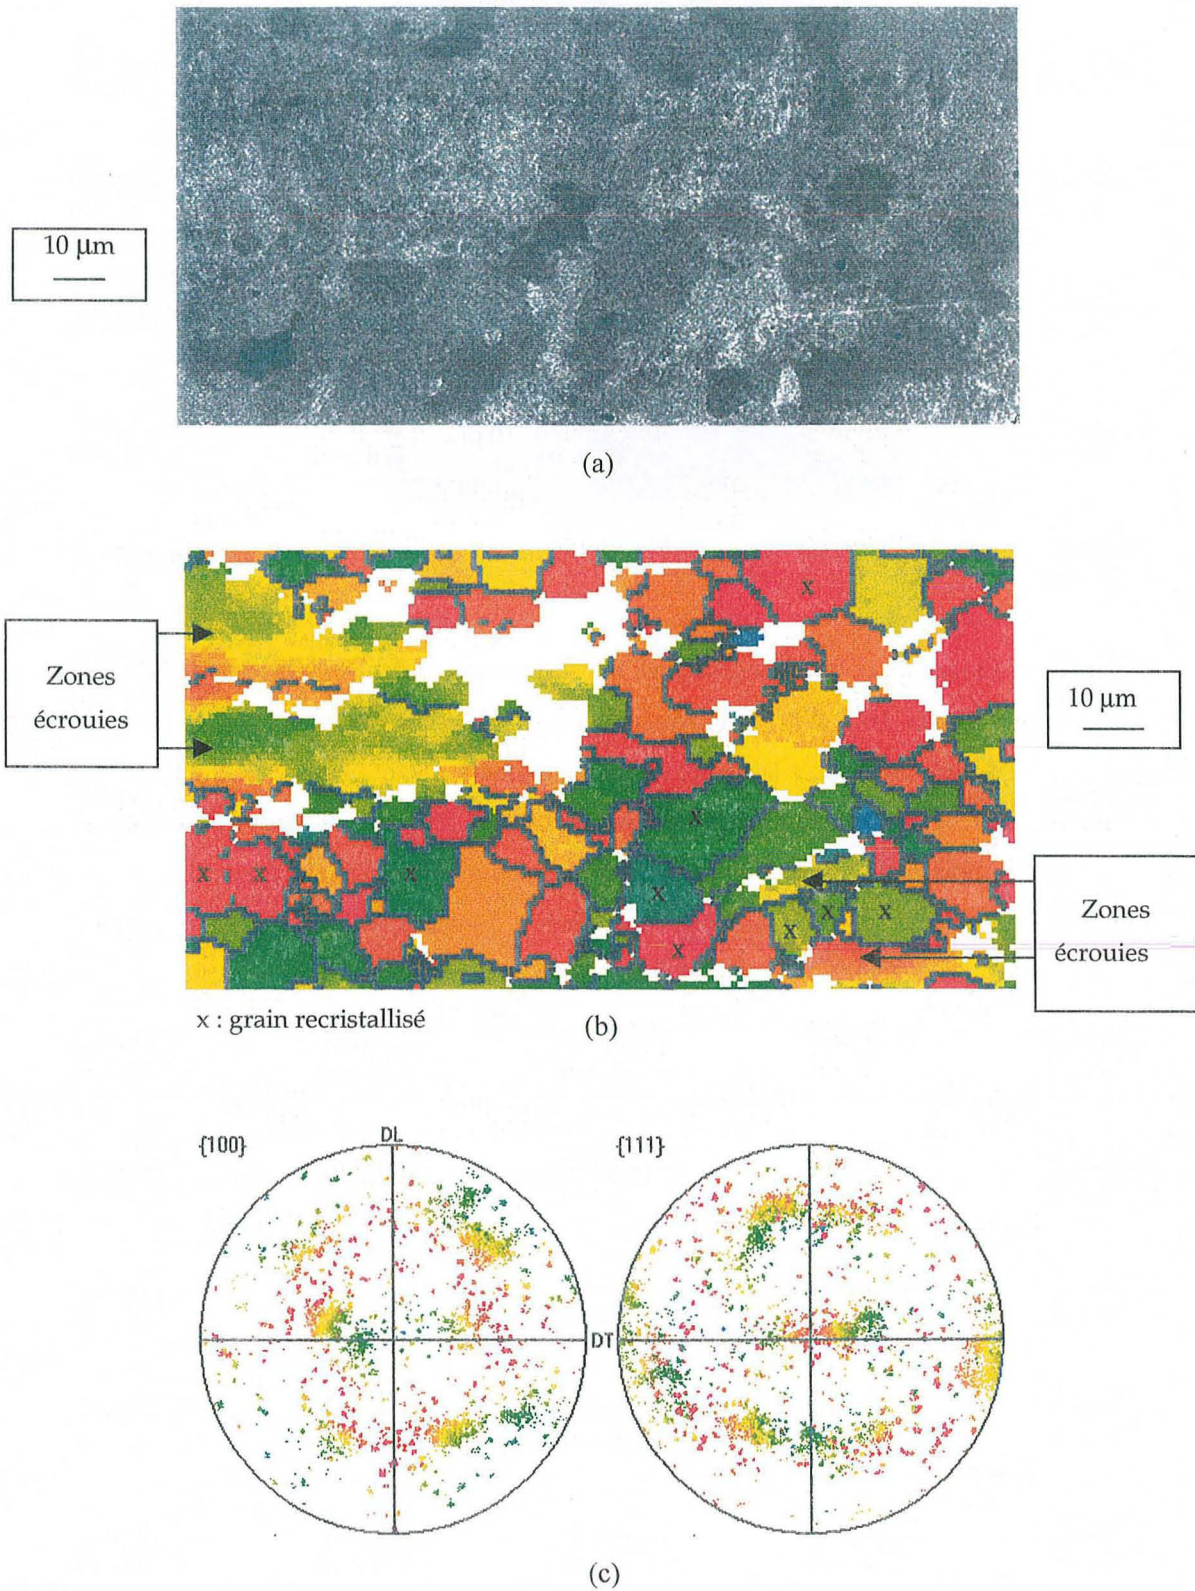 10 µm
(a)
Zones
écrouies
10 µm
x
x
x
x
x
x
x
x
x
x
Zones
écrouies
x : grain recristallisé
(b)
{100}
DL
{111}
DT
(c)